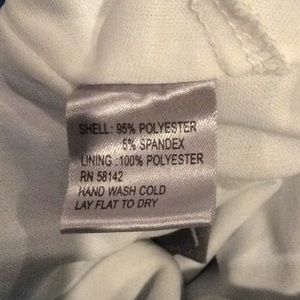 SHELL: 95% POLYESTER
5% SPANDEX
LINING :100% POLYESTER
RN 58142
HAND WASH COLD
LAY FLAT TO DRY